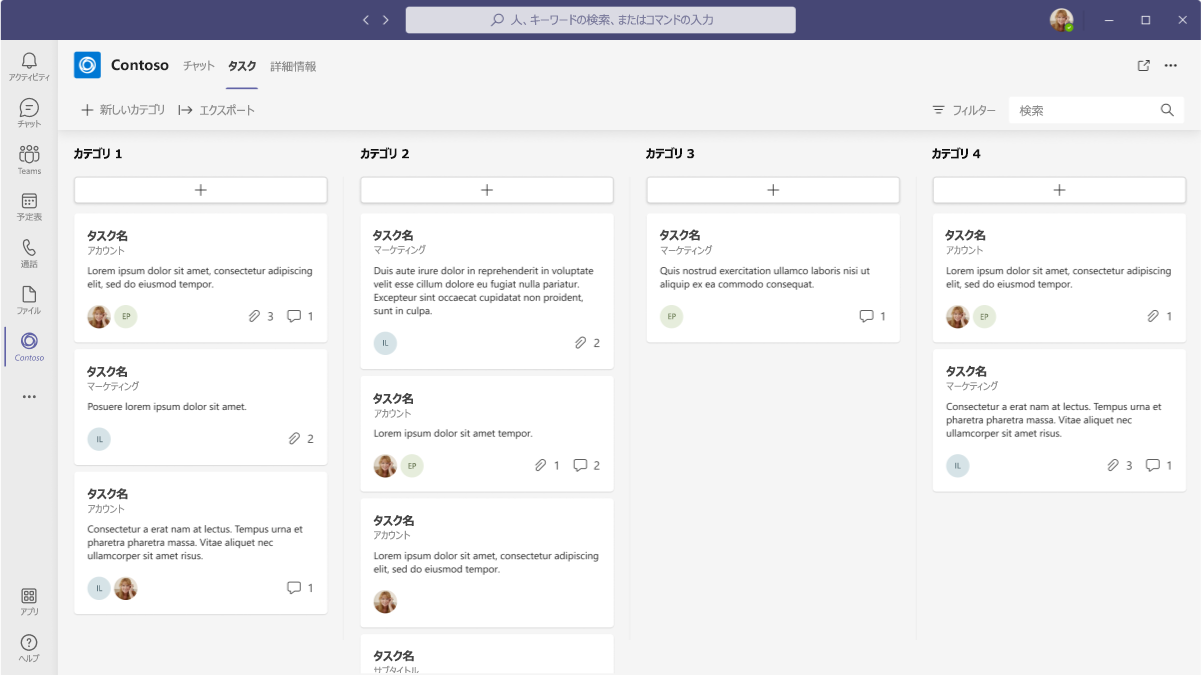 人、キーワードの検索、またはコマンドの入力
アクティビティ
チャット
Teams
予定表
通話
ファイル
Contoso
アプリ
ヘルプ
Contoso チャット タスク 詳細情報
新しいカテゴリ エクスポート フィルター 検索
カテゴリ 1
タスク名
アカウント
Lorem ipsum dolor sit amet, consectetur adipiscing
elit, sed do eiusmod tempor.
EP 3 1
タスク名
マーケティング
Posuere lorem ipsum dolor sit amet.
IL 2
タスク名
アカウント
Consectetur a erat nam at lectus. Tempus urna et
pharetra pharetra massa. Vitae aliquet nec
ullamcorper sit amet risus.
IL 1
カテゴリ 2
タスク名
マーケティング
Duis aute irure dolor in reprehenderit in voluptate
velit esse cillum dolore eu fugiat nulla pariatur.
Excepteur sint occaecat cupidatat non proident,
sunt in culpa.
IL 2
タスク名
アカウント
Lorem ipsum dolor sit amet tempor.
EP 1 2
タスク名
アカウント
Lorem ipsum dolor sit amet, consectetur adipiscing
elit, sed do eiusmod tempor.
タスク名
サブタイトル
カテゴリ 3
タスク名
マーケティング
Quis nostrud exercitation ullamco laboris nisi ut
aliquip ex ea commodo consequat.
EP 1
カテゴリ 4
タスク名
アカウント
Lorem ipsum dolor sit amet, consectetur adipiscing
elit, sed do eiusmod tempor.
EP 1
タスク名
マーケティング
Consectetur a erat nam at lectus. Tempus urna et
pharetra pharetra massa. Vitae aliquet nec
ullamcorper sit amet risus.
IL 3 1